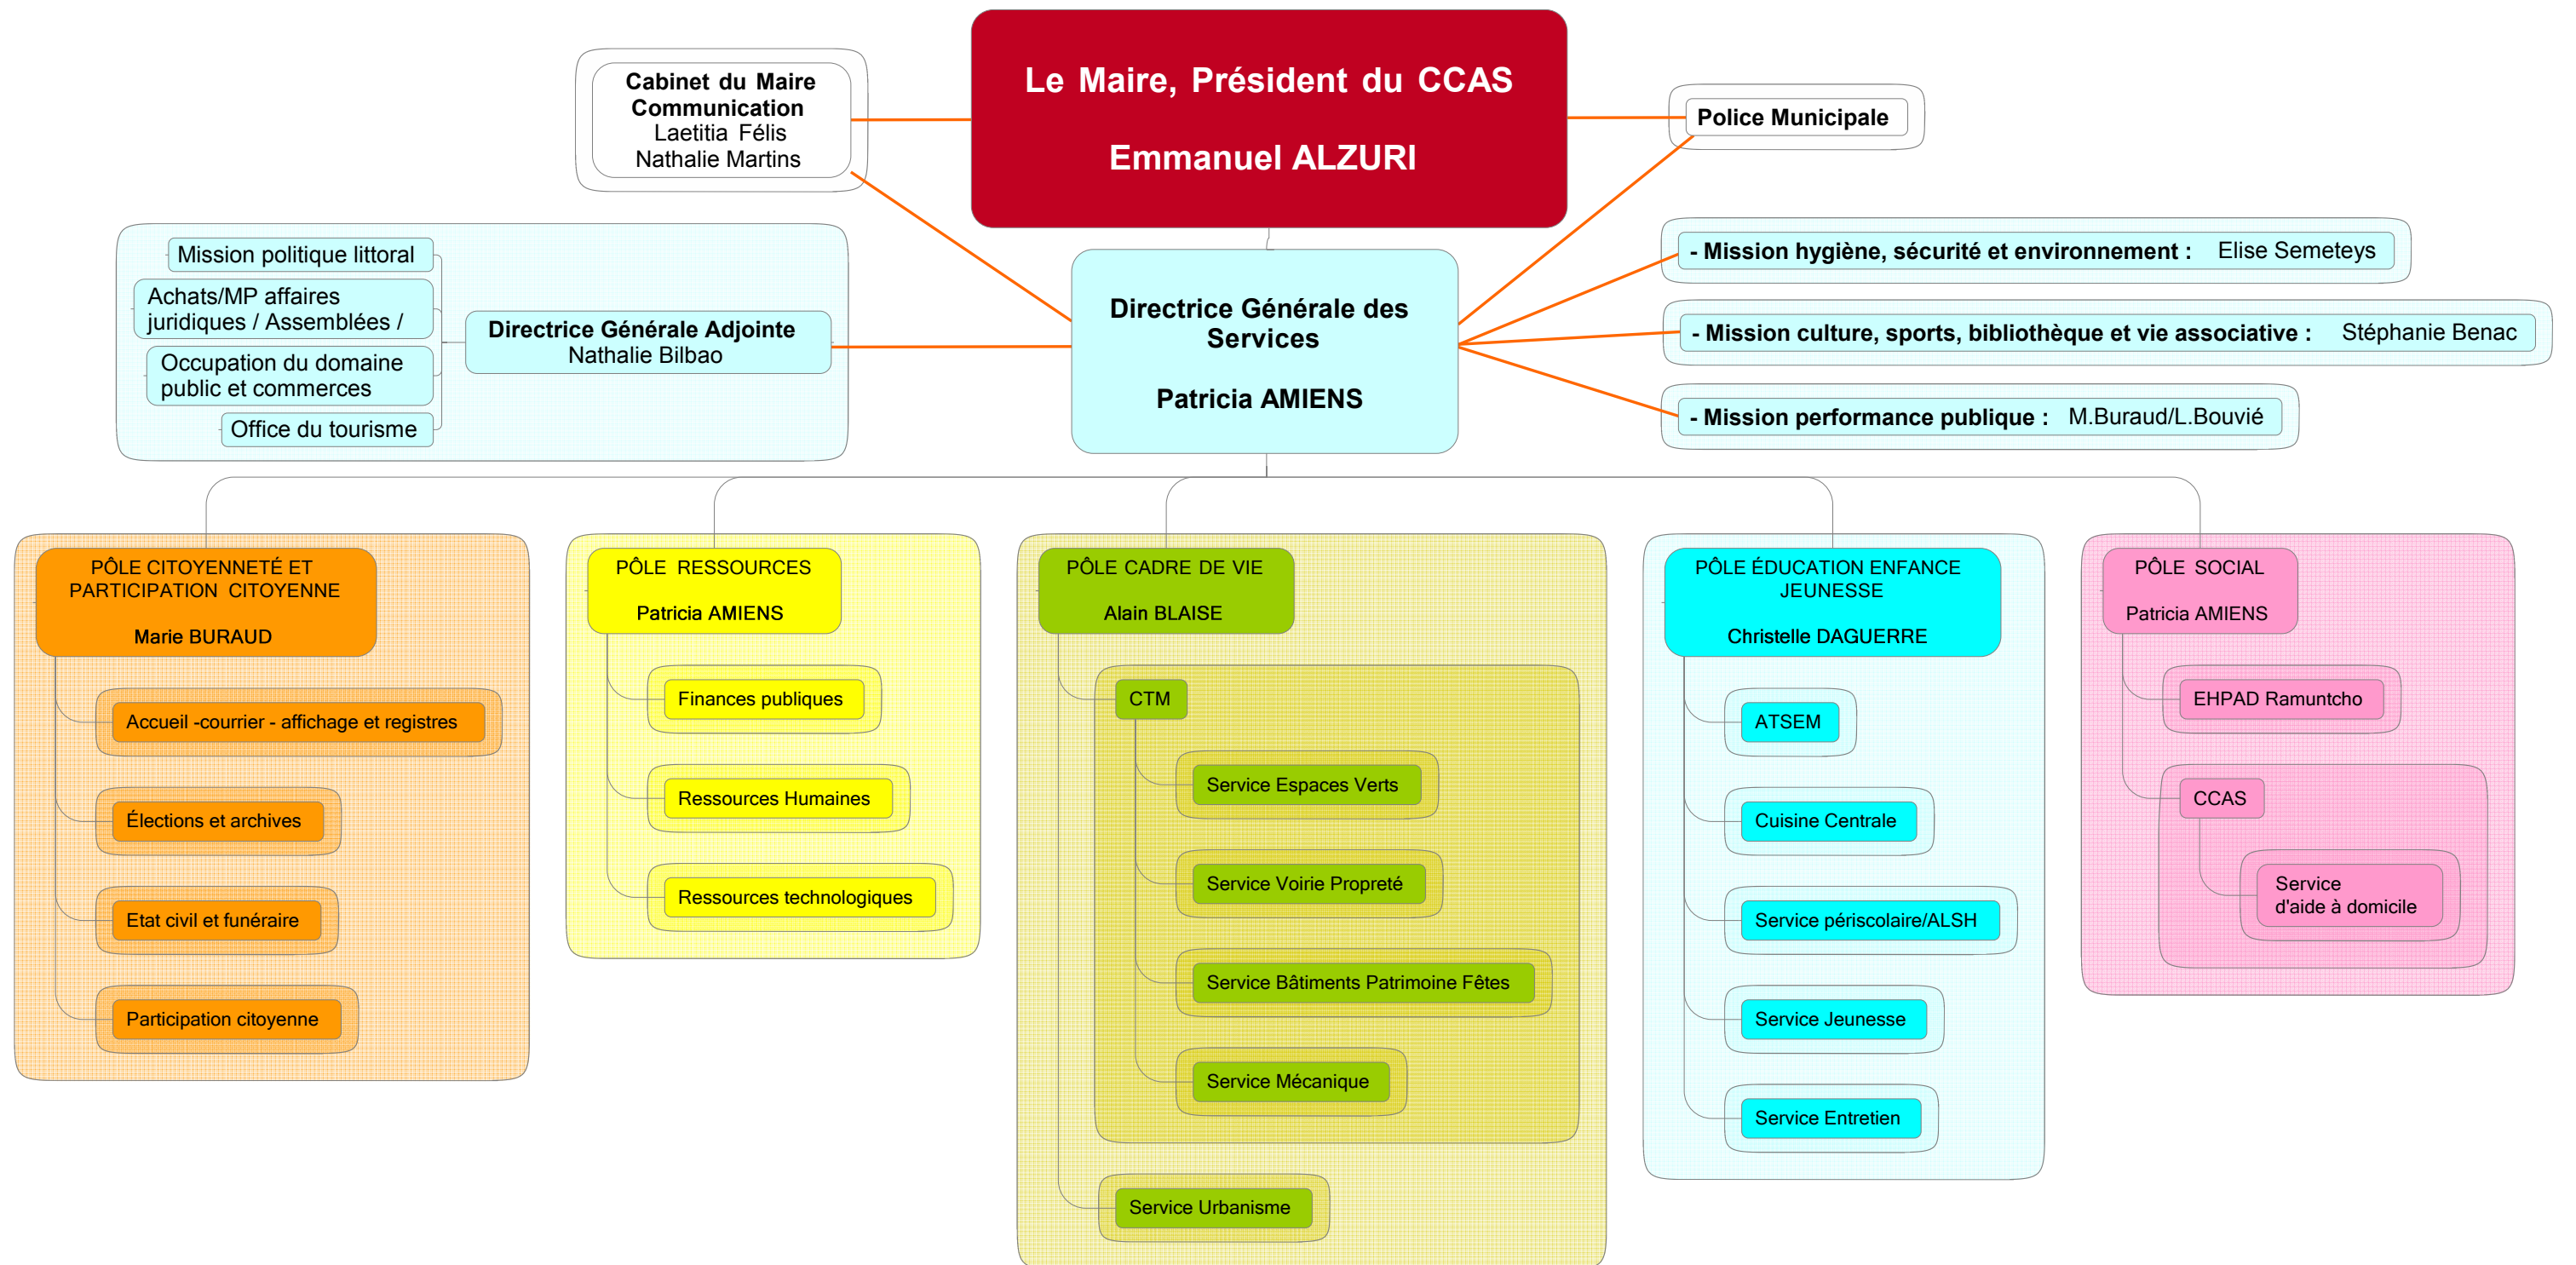 Le Maire, Président du CCAS
Emmanuel ALZURI
Cabinet du Maire
Communication
Laetitia Félis
Nathalie Martins
Police Municipale
Mission politique littoral
Achats/MP affaires
juridiques / Assemblées /
Occupation du domaine
public et commerces
Office du tourisme
Directrice Générale Adjointe
Nathalie Bilbao
Directrice Générale des
Services
Patricia AMIENS
- Mission hygiène, sécurité et environnement : Elise Semeteys
- Mission culture, sports, bibliothèque et vie associative : Stéphanie Benac
- Mission performance publique : M.Buraud/L.Bouvié
PÔLE CITOYENNETÉ ET
PARTICIPATION CITOYENNE
Marie BURAUD
Accueil -courrier - affichage et registres
Élections et archives
Etat civil et funéraire
Participation citoyenne
PÔLE RESSOURCES
Patricia AMIENS
Finances publiques
Ressources Humaines
Ressources technologiques
PÔLE CADRE DE VIE
Alain BLAISE
CTM
Service Espaces Verts
Service Voirie Propreté
Service Bâtiments Patrimoine Fêtes
Service Mécanique
Service Urbanisme
PÔLE ÉDUCATION ENFANCE
JEUNESSE
Christelle DAGUERRE
ATSEM
Cuisine Centrale
Service périscolaire/ALSH
Service Jeunesse
Service Entretien
PÔLE SOCIAL
Patricia AMIENS
EHPAD Ramuntcho
CCAS
Service
d'aide à domicile